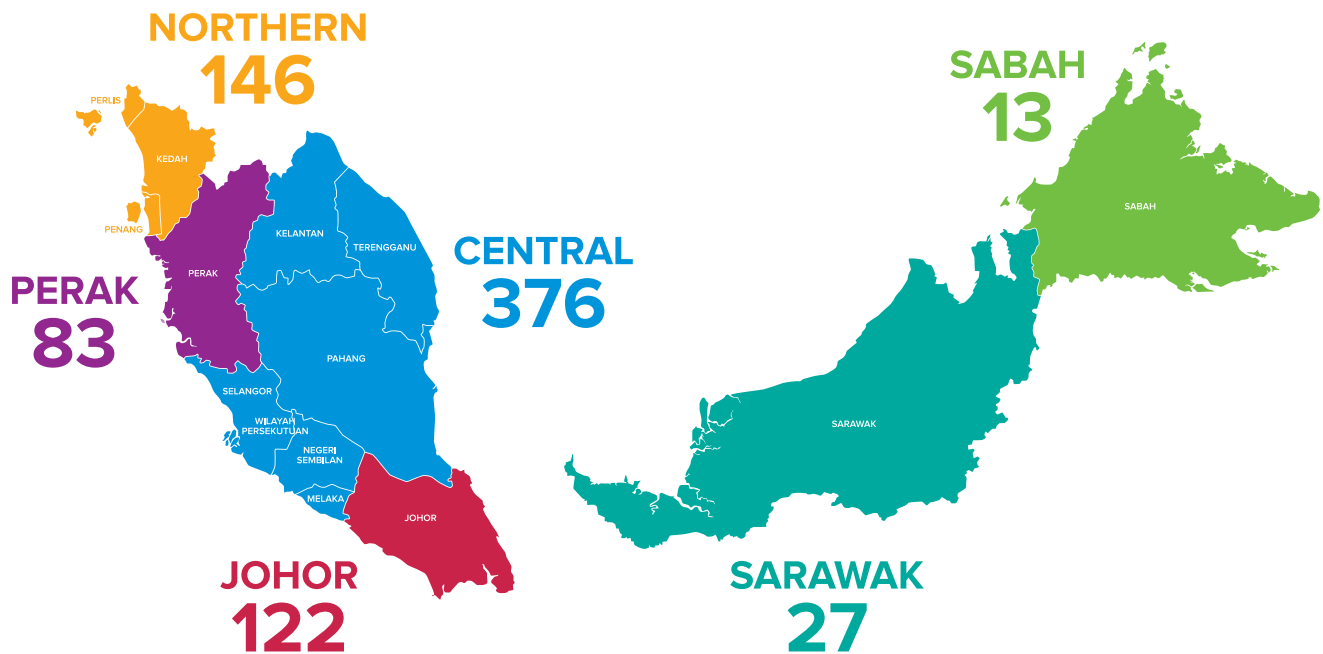 NORTHERN
146
PERLIS
KEDAH
PENANG
PERAK
83
PERAK
KELANTAN
TERENGGANU
CENTRAL
376
PAHANG
SELANGOR
WILAYAH
PERSEKUTUAN
NEGERI
SEMBILAN
MELAKA
JOHOR
JOHOR
122
SABAH
13
SABAH
SARAWAK
SARAWAK
27